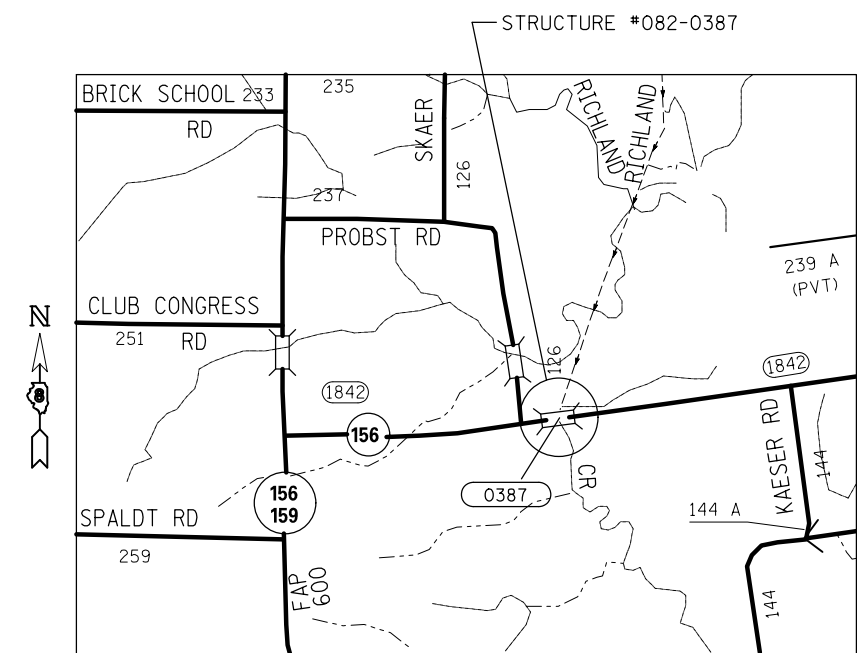 STRUCTURE #082-0387
BRICK SCHOOL
RD
233
235
SKAER
126
RICHLAND
RICHLAND
237
PROBST RD
239 A
(PVT)
N
8
CLUB CONGRESS
RD
251
126
1842
1842
156
KAESER RD
144
CR
0387
144 A
156
159
SPALDT RD
259
FAP
600
144